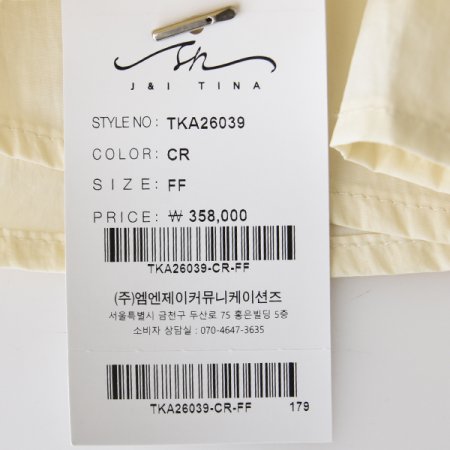 J & I TINA
STYLE NO : TKA26039
COLOR: CR
SIZE: FF
PRICE: ₩ 358,000
TKA26039-CR-FF
(주)엠엔제이커뮤니케이션즈
서울특별시 금천구 두산로 75 홍은빌딩 5층
소비자 상담실 : 070-4647-3635
TKA26039-CR-FF
179